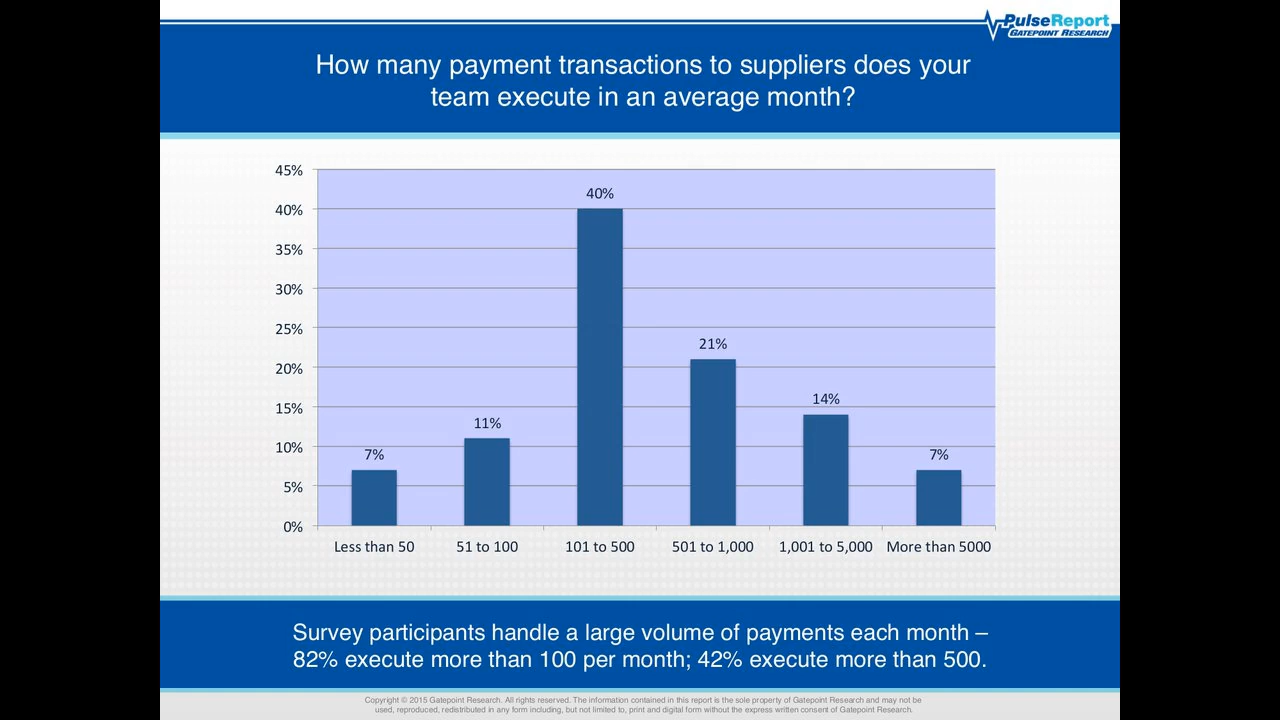 PulseReport
GATEPOINT RESEARCH
How many payment transactions to suppliers does your
team execute in an average month?
45%
40%
35%
30%
25%
20%
15%
10%
5%
0%
7%
11%
40%
21%
14%
7%
Less than 50
51 to 100
101 to 500
501 to 1,000
1,001 to 5,000
More than 5000
Survey participants handle a large volume of payments each month –
82% execute more than 100 per month; 42% execute more than 500.
Copyright © 2015 Gatepoint Research. All rights reserved. The information contained in this report is the sole property of Gatepoint Research and may not be
used, reproduced, redistributed in any form including, but not limited to, print and digital form without the express written consent of Gatepoint Research.